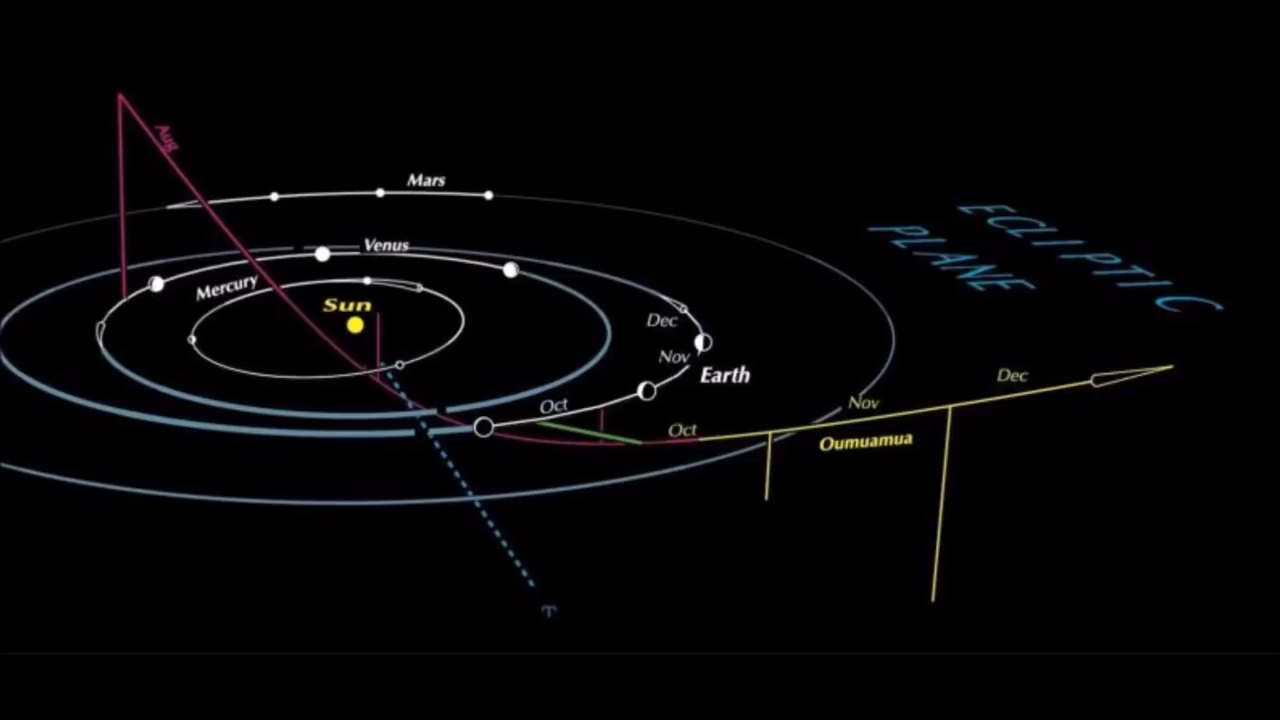 Aug
Mars
ECLIPTIC
PLANE
Venus
Mercury
Sun
Dec
Nov
Earth
Dec
Nov
Oct
Oct
Oumuamua
♈